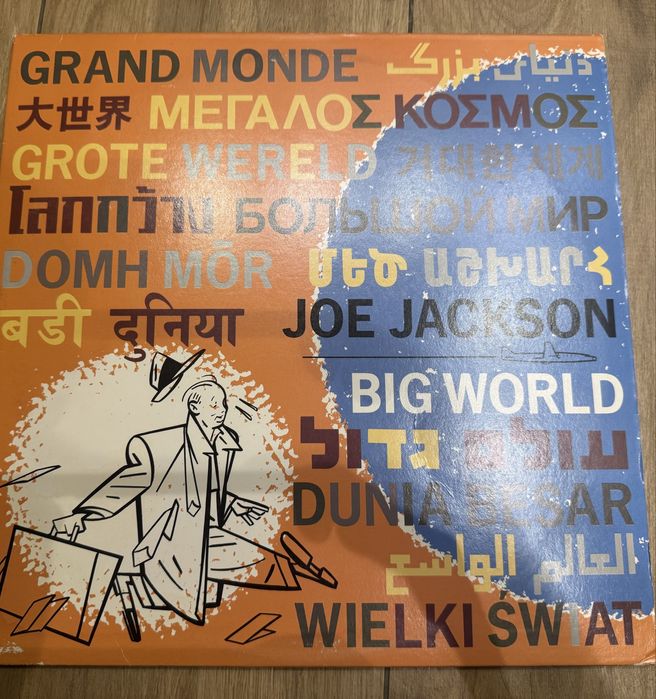 GRAND MONDE دنیای بزرگ
大世界 ΜΕΓΑΛΟΣ ΚΟΣΜΟΣ
GROTE WERELD 거대한 세계
โลกกว้าง БОЛЬШОЙ МИР
DOMH MŌR ՄԵԾ ԱՇԽԱՐՀ
बडी दुनिया JOE JACKSON
BIG WORLD
עולם גדול
DUNIA BESAR
العالم الواسع
WIELKI ŚWIAT